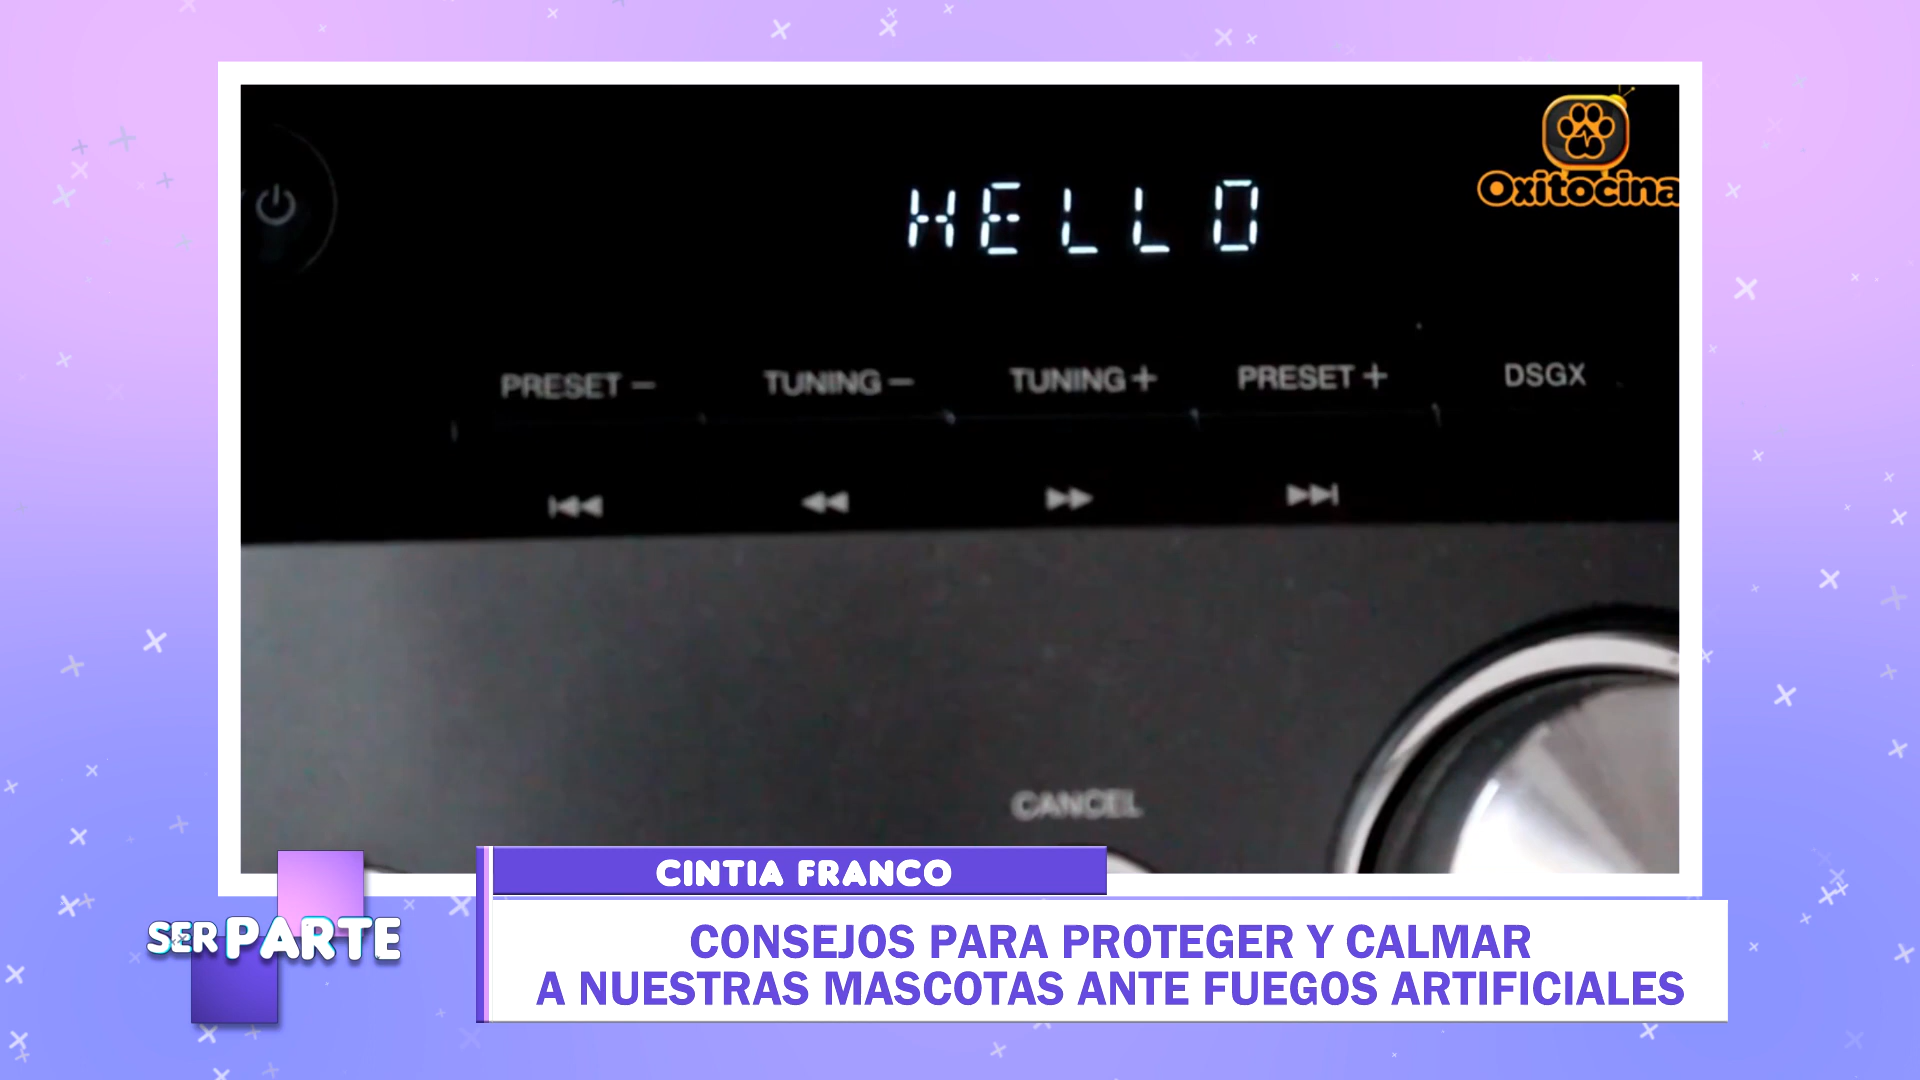 Oxitocina
HELLO
PRESET - TUNING - TUNING + PRESET + DSGX
CANCEL
CINTIA FRANCO
SER PARTE
CONSEJOS PARA PROTEGER Y CALMAR
A NUESTRAS MASCOTAS ANTE FUEGOS ARTIFICIALES